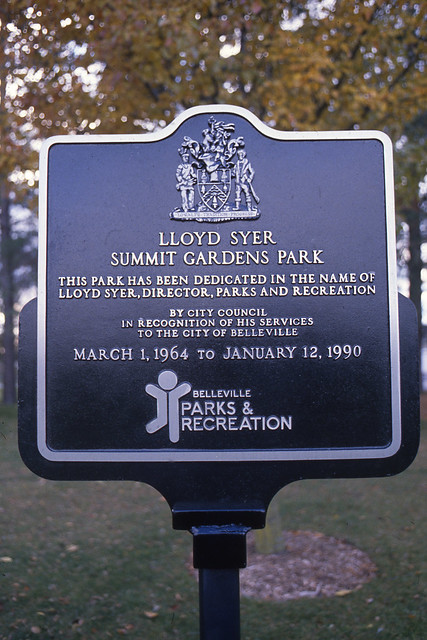 LLOYD SYER
SUMMIT GARDENS PARK
THIS PARK HAS BEEN DEDICATED IN THE NAME OF
LLOYD SYER, DIRECTOR, PARKS AND RECREATION
BY CITY COUNCIL
IN RECOGNITION OF HIS SERVICES
TO THE CITY OF BELLEVILLE
MARCH 1, 1964 TO JANUARY 12, 1990
BELLEVILLE
PARKS &
RECREATION